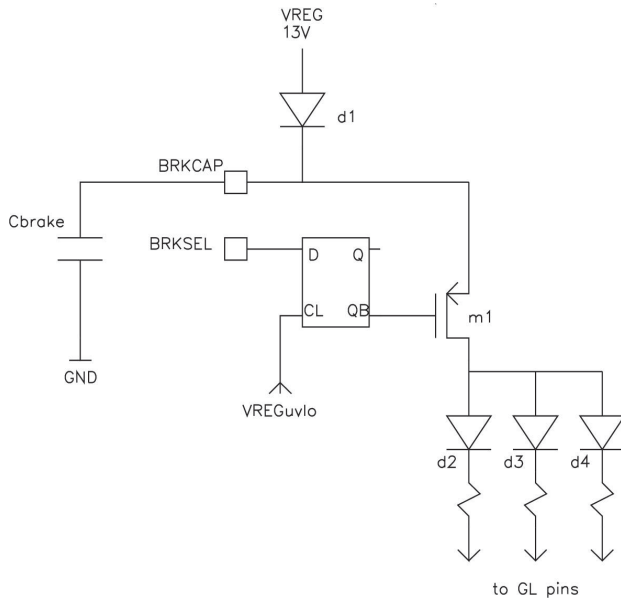 VREG
13V
d1
BRKCAP
Cbrake
BRKSEL
D Q
CL QB
m1
GND
VREGuvlo
d2 d3 d4
to GL pins